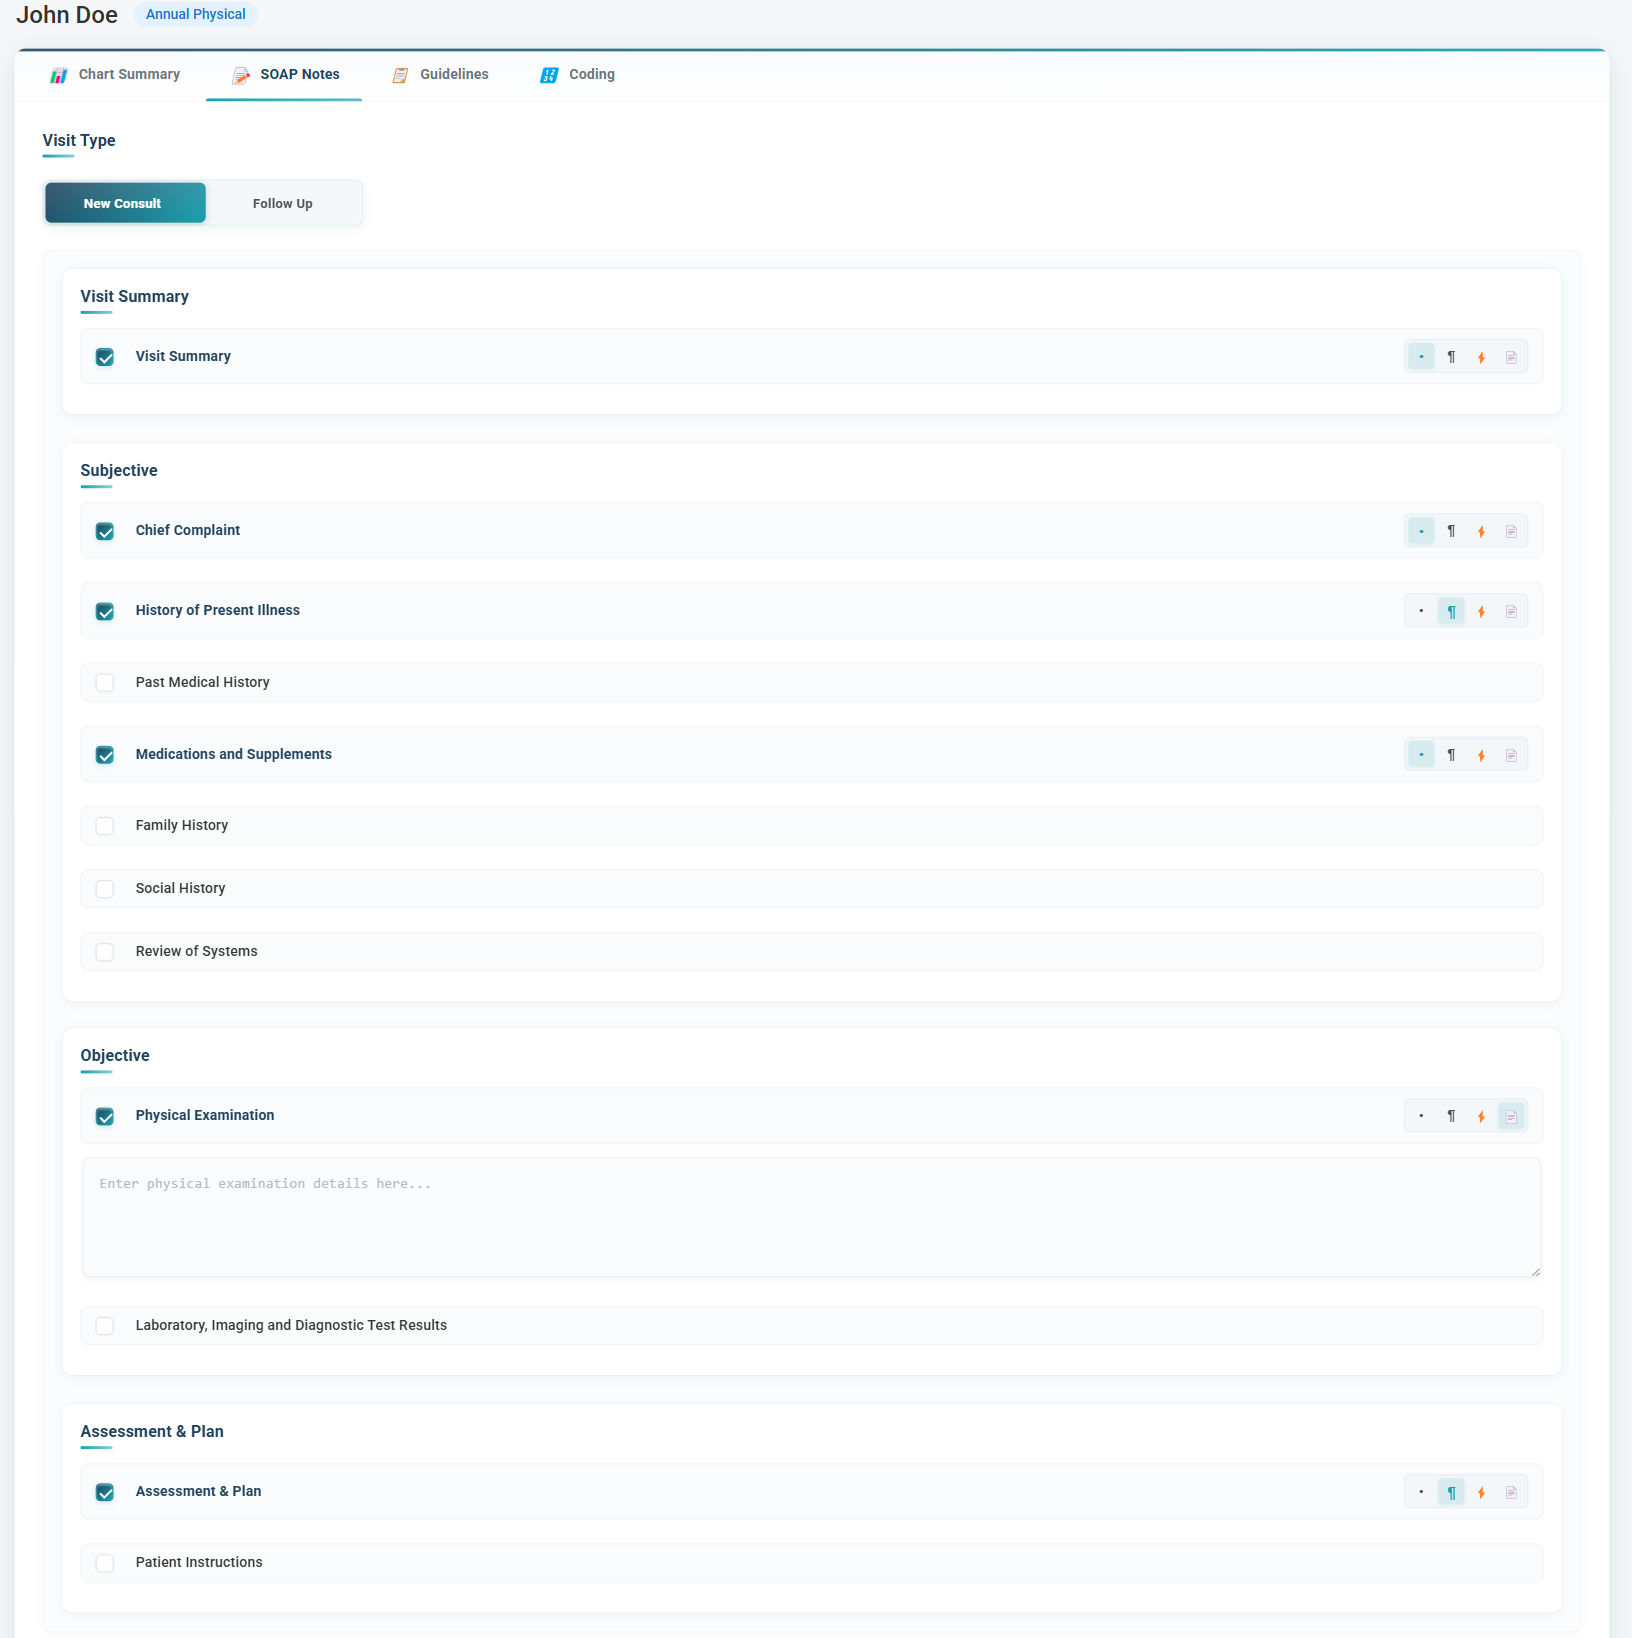 John Doe Annual Physical
Chart Summary SOAP Notes Guidelines Coding
Visit Type
New Consult Follow Up
Visit Summary
Visit Summary • ¶
Subjective
Chief Complaint • ¶
History of Present Illness • ¶
Past Medical History
Medications and Supplements • ¶
Family History
Social History
Review of Systems
Objective
Physical Examination • ¶
Enter physical examination details here...
Laboratory, Imaging and Diagnostic Test Results
Assessment & Plan
Assessment & Plan • ¶
Patient Instructions